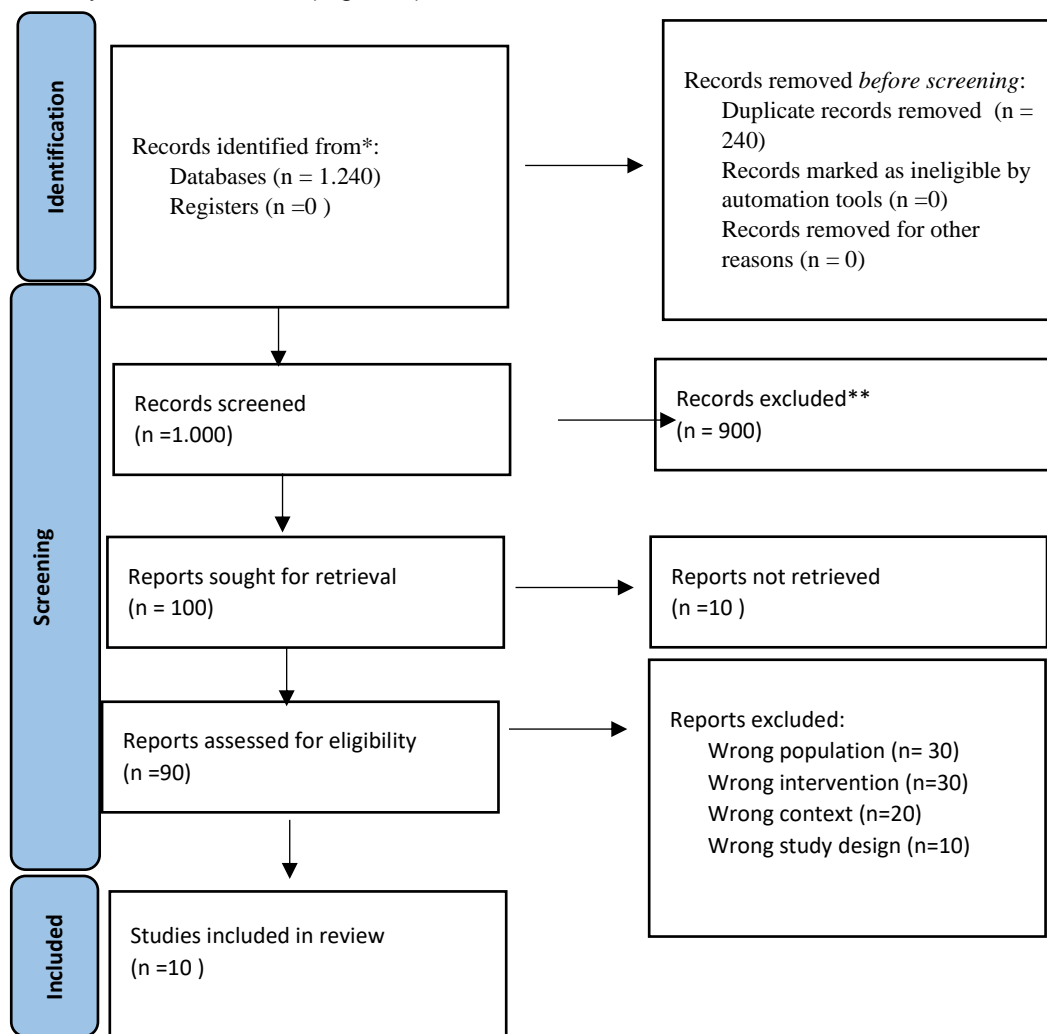 Identification
Records identified from*:
Databases (n = 1.240)
Registers (n =0 )
Records removed before screening:
Duplicate records removed (n =
240)
Records marked as ineligible by
automation tools (n =0)
Records removed for other
reasons (n = 0)
Screening
Records screened
(n =1.000)
Records excluded**
(n = 900)
Reports sought for retrieval
(n = 100)
Reports not retrieved
(n =10 )
Reports assessed for eligibility
(n =90)
Reports excluded:
Wrong population (n= 30)
Wrong intervention (n=30)
Wrong context (n=20)
Wrong study design (n=10)
Included
Studies included in review
(n =10 )